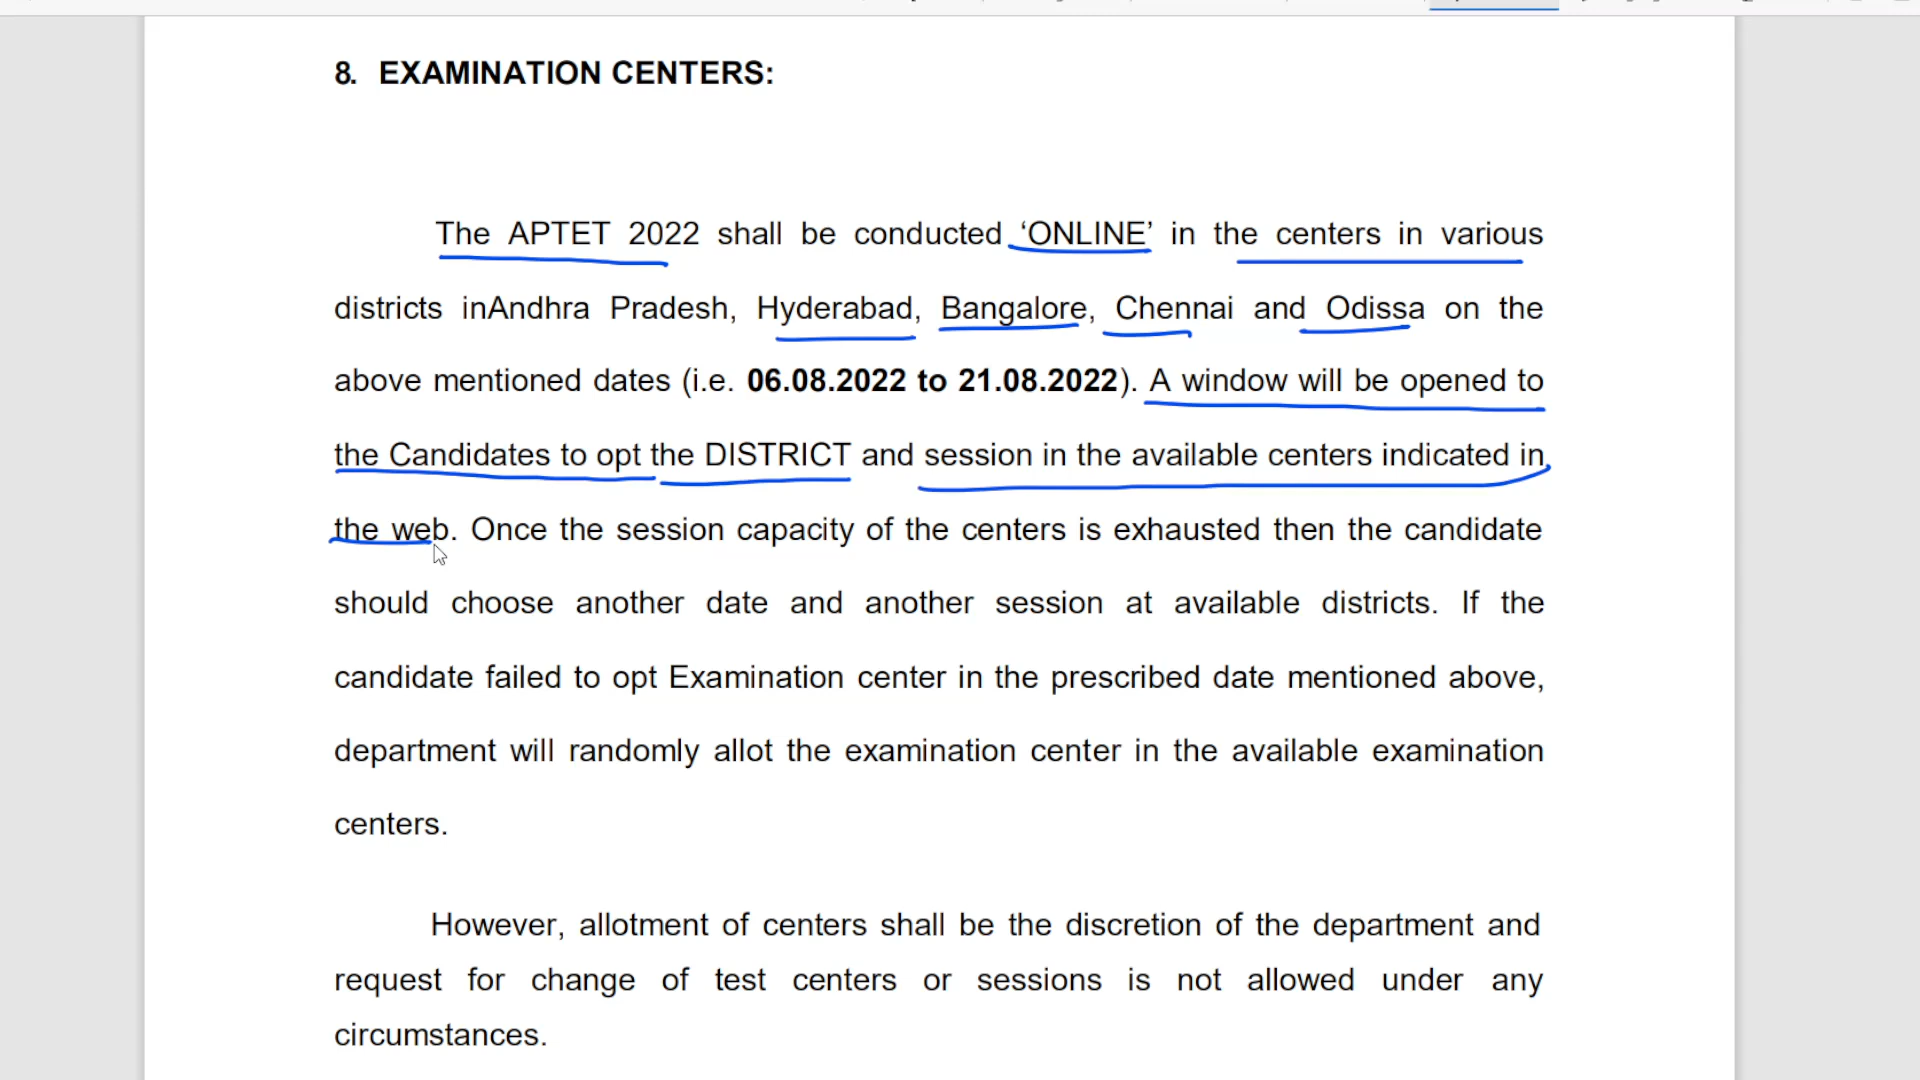 8. EXAMINATION CENTERS:
The APTET 2022 shall be conducted ‘ONLINE’ in the centers in various
districts inAndhra Pradesh, Hyderabad, Bangalore, Chennai and Odissa on the
above mentioned dates (i.e. 06.08.2022 to 21.08.2022). A window will be opened to
the Candidates to opt the DISTRICT and session in the available centers indicated in
the web. Once the session capacity of the centers is exhausted then the candidate
should choose another date and another session at available districts. If the
candidate failed to opt Examination center in the prescribed date mentioned above,
department will randomly allot the examination center in the available examination
centers.
However, allotment of centers shall be the discretion of the department and
request for change of test centers or sessions is not allowed under any
circumstances.